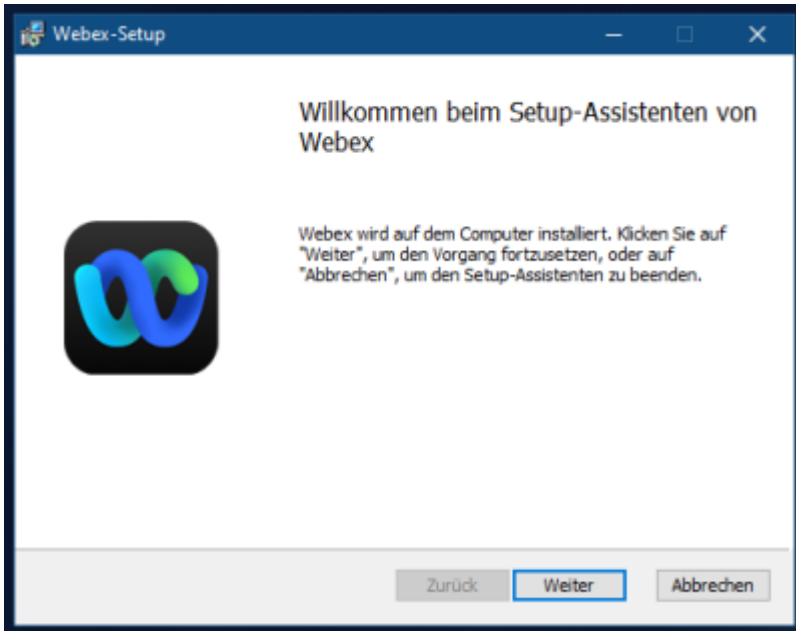 Webex-Setup
Willkommen beim Setup-Assistenten von
Webex
Webex wird auf dem Computer installiert. Klicken Sie auf
"Weiter", um den Vorgang fortzusetzen, oder auf
"Abbrechen", um den Setup-Assistenten zu beenden.
Zurück Weiter Abbrechen